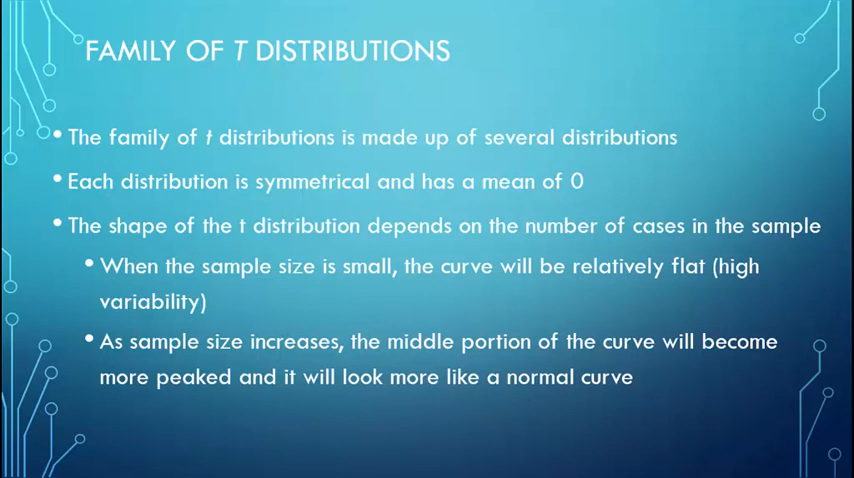 FAMILY OF T DISTRIBUTIONS
• The family of t distributions is made up of several distributions
• Each distribution is symmetrical and has a mean of 0
• The shape of the t distribution depends on the number of cases in the sample
• When the sample size is small, the curve will be relatively flat (high
variability)
• As sample size increases, the middle portion of the curve will become
more peaked and it will look more like a normal curve